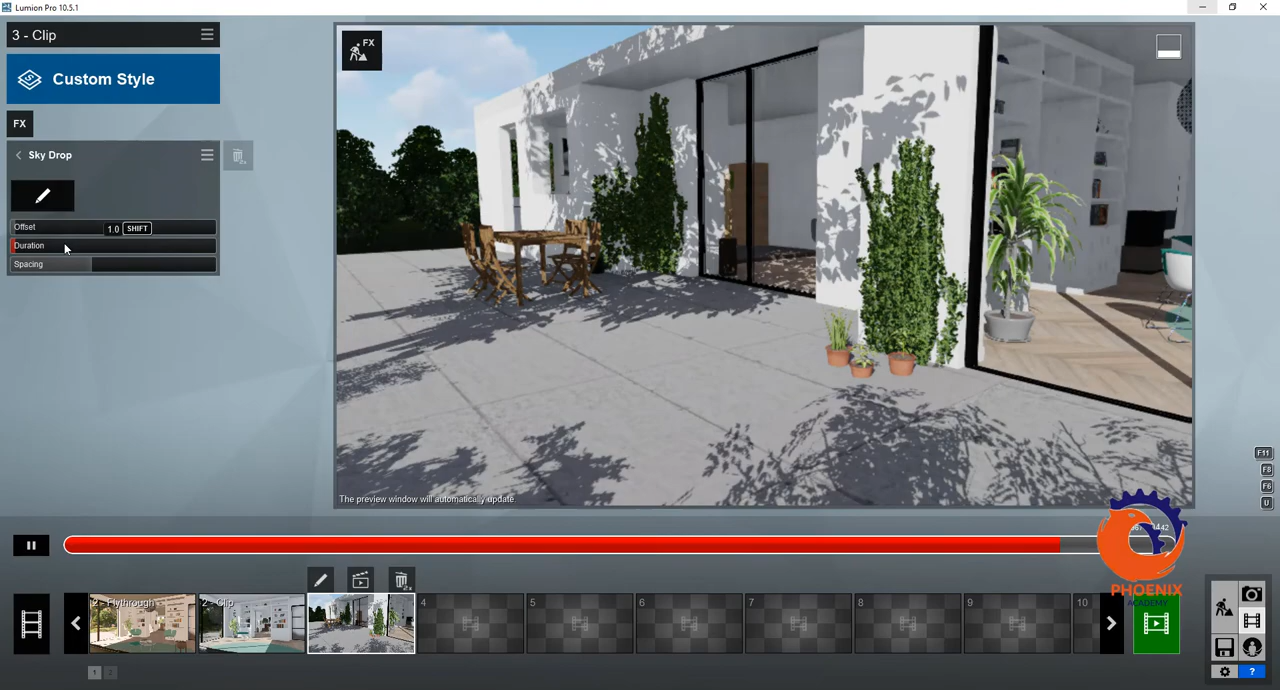 Lumion Pro 10.5.1
3 - Clip
Custom Style
FX
Sky Drop
Offset
1.0 SHIFT
Duration
Spacing
FX
The preview window will automatically update.
F11
F8
F6
U
PHOENIX
ACADEMY
2 - Flythrough
2 - Clip
4
5
6
7
8
9
10
1
2
?